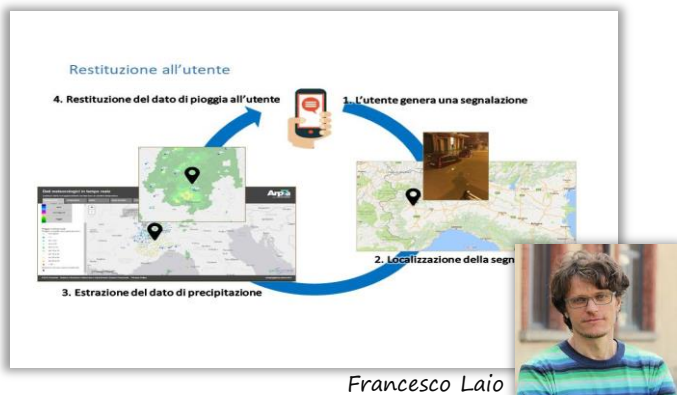 Restituzione all'utente
4. Restituzione del dato di pioggia all'utente
1. L'utente genera una segnalazione
Arpa
2. Localizzazione della segn
3. Estrazione del dato di precipitazione
Francesco Laio